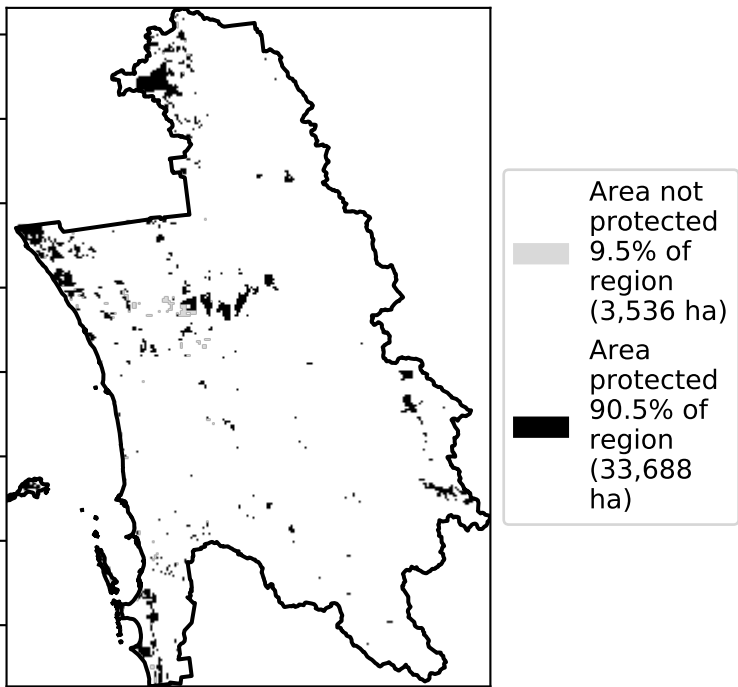 Area not
protected
9.5% of
region
(3,536 ha)
Area
protected
90.5% of
region
(33,688
ha)